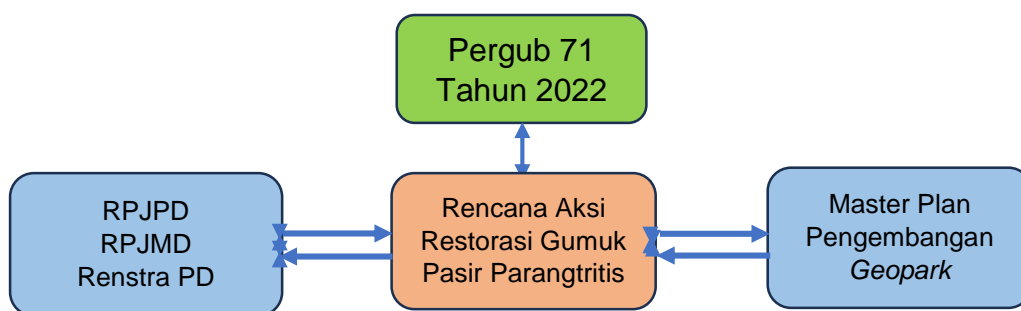 Pergub 71
Tahun 2022
RPJPD
RPJMD
Renstra PD
Rencana Aksi
Restorasi Gumuk
Pasir Parangtritis
Master Plan
Pengembangan
Geopark